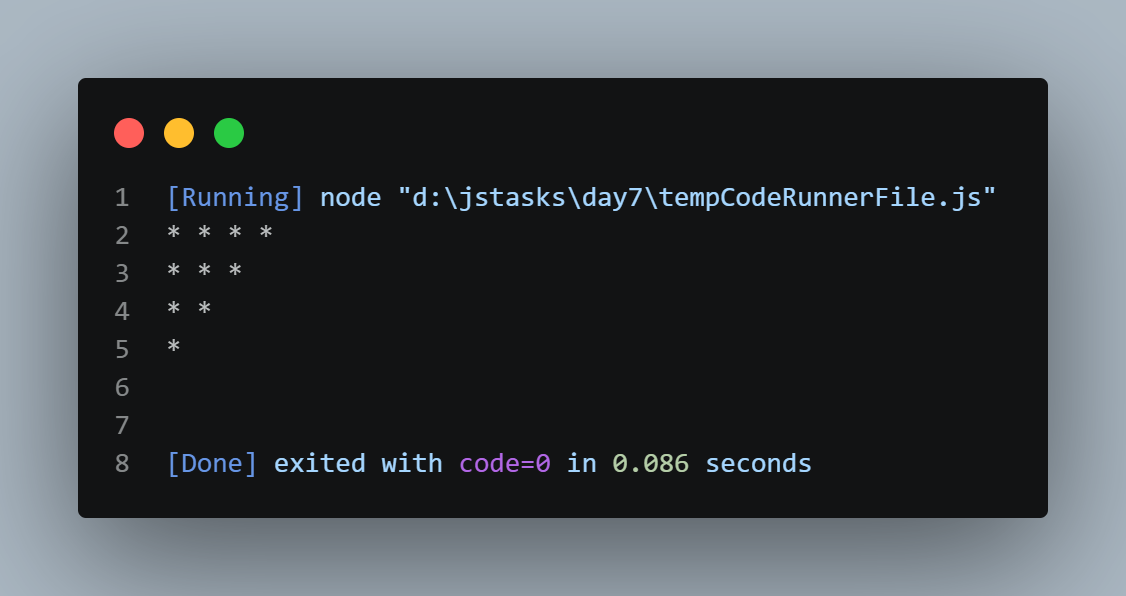 1 [Running] node "d:\jstasks\day7\tempCodeRunnerFile.js"
2 * * * *
3 * * *
4 * *
5 *
6
7
8 [Done] exited with code=0 in 0.086 seconds